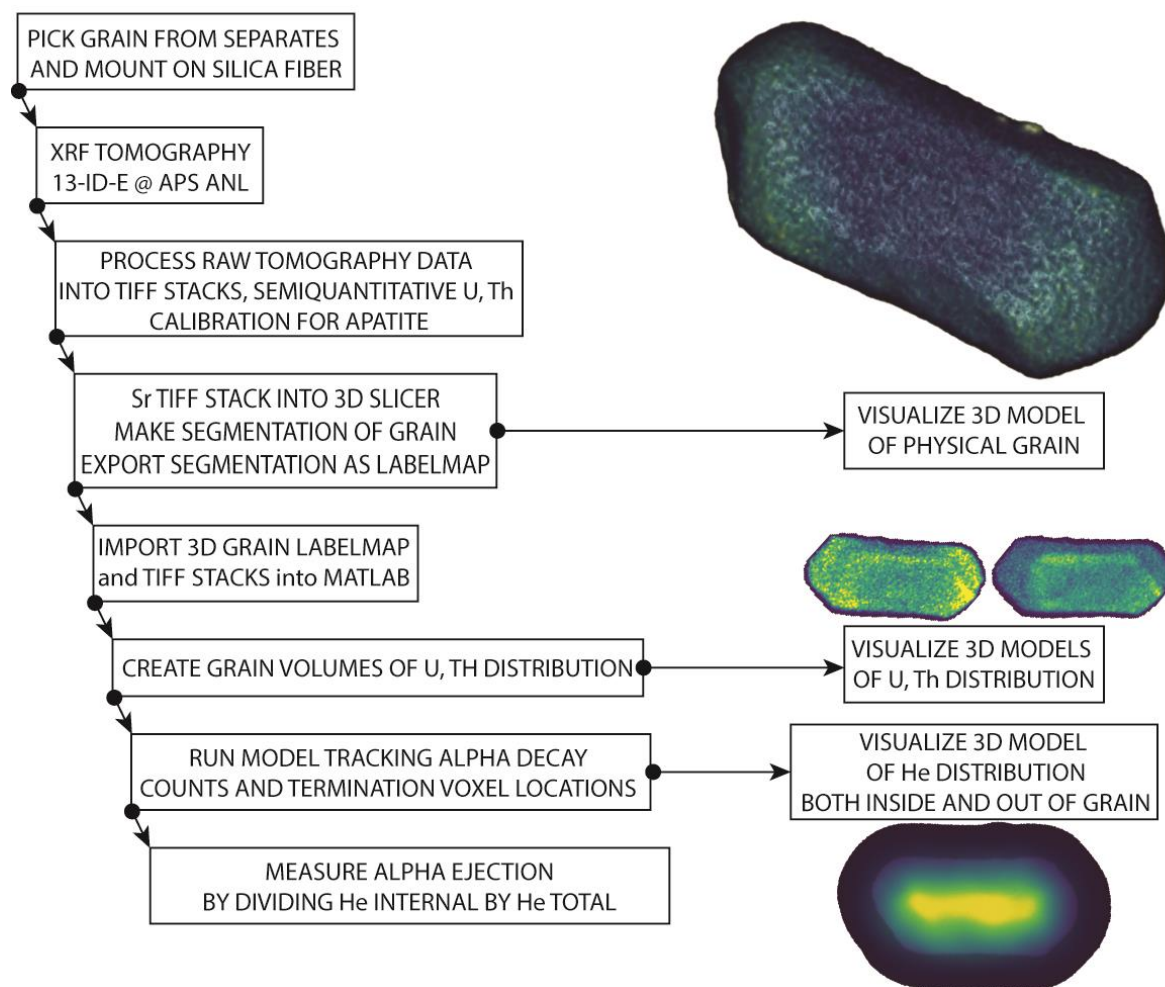 PICK GRAIN FROM SEPARATES
AND MOUNT ON SILICA FIBER
XRF TOMOGRAPHY
13-ID-E @ APS ANL
PROCESS RAW TOMOGRAPHY DATA
INTO TIFF STACKS, SEMIQUANTITATIVE U, Th
CALIBRATION FOR APATITE
Sr TIFF STACK INTO 3D SLICER
MAKE SEGMENTATION OF GRAIN
EXPORT SEGMENTATION AS LABELMAP
VISUALIZE 3D MODEL
OF PHYSICAL GRAIN
IMPORT 3D GRAIN LABELMAP
and TIFF STACKS into MATLAB
CREATE GRAIN VOLUMES OF U, TH DISTRIBUTION
VISUALIZE 3D MODELS
OF U, Th DISTRIBUTION
RUN MODEL TRACKING ALPHA DECAY
COUNTS AND TERMINATION VOXEL LOCATIONS
VISUALIZE 3D MODEL
OF He DISTRIBUTION
BOTH INSIDE AND OUT OF GRAIN
MEASURE ALPHA EJECTION
BY DIVIDING He INTERNAL BY He TOTAL